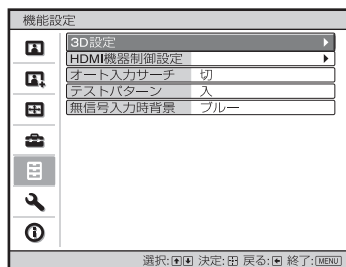 機能設定
3D設定
HDMI機器制御設定
オート入力サーチ 切
テストパターン 入
無信号入力時背景 ブルー
選択: 決定: 戻る: 終了:MENU